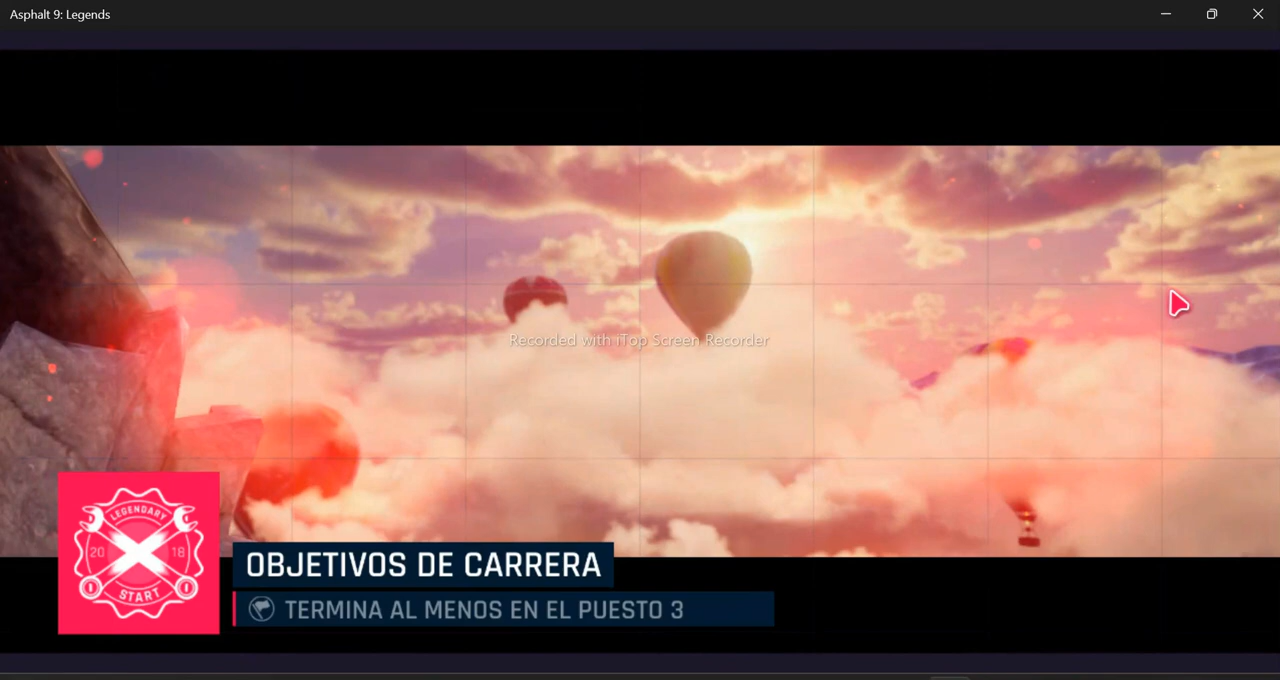 Asphalt 9: Legends
Recorded with iTop Screen Recorder
LEGENDARY
20 18
START
OBJETIVOS DE CARRERA
TERMINA AL MENOS EN EL PUESTO 3